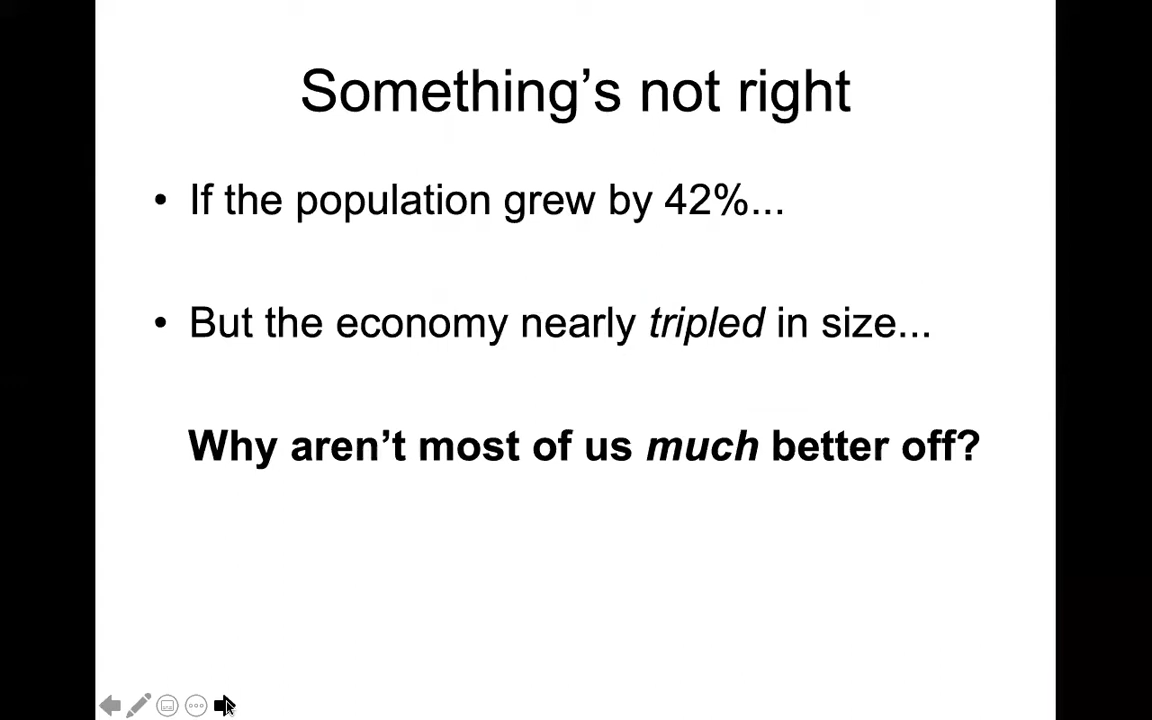 Something’s not right
• If the population grew by 42%...
• But the economy nearly tripled in size...
Why aren’t most of us much better off?